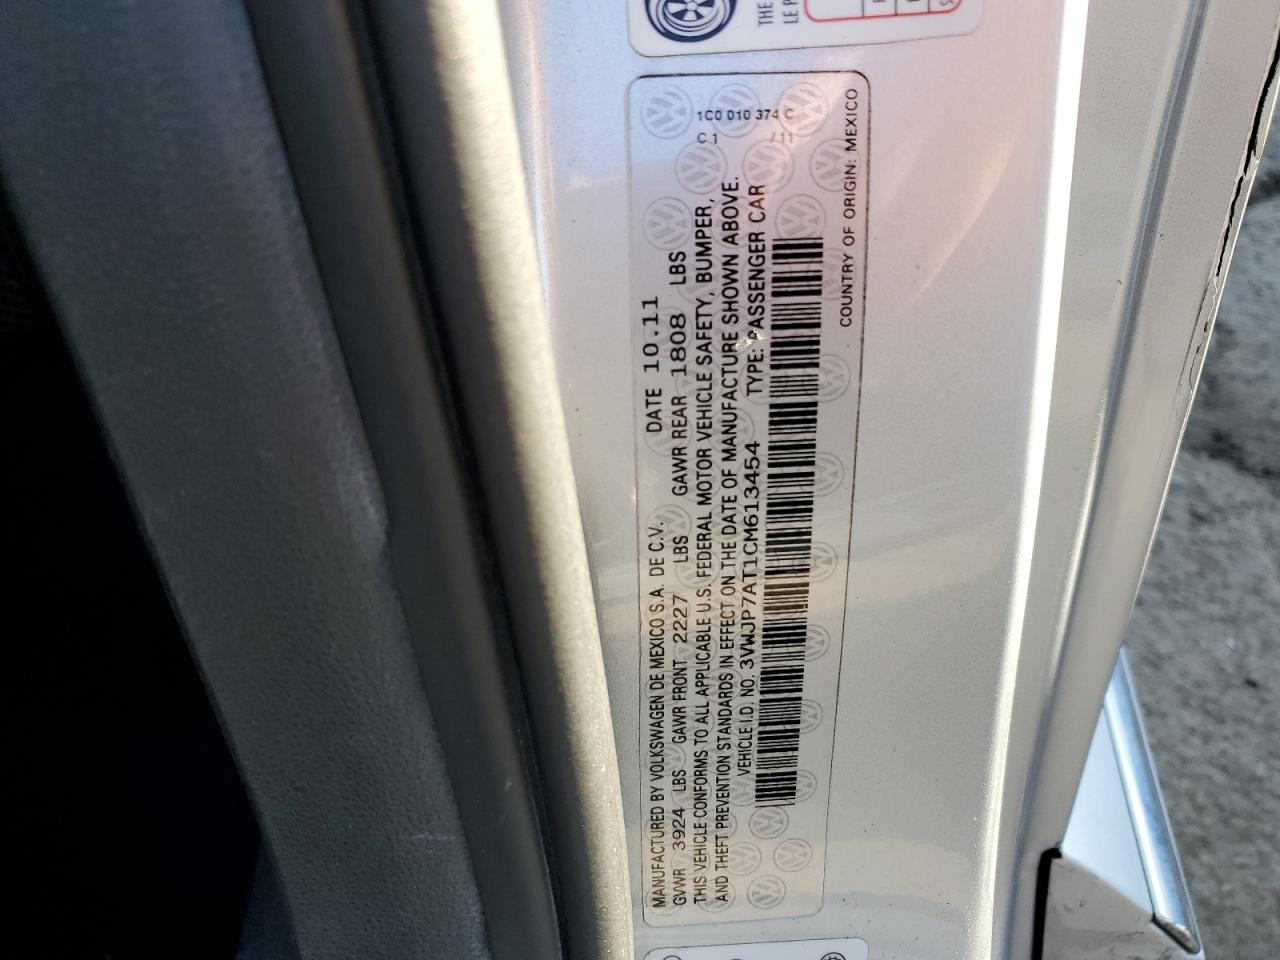 THE
LE P
1C0 010 374 C
MANUFACTURED BY VOLKSWAGEN DE MEXICO S.A. DE C.V. DATE 10.11
GVWR 3924 LBS GAWR FRONT 2227 LBS GAWR REAR 1808 LBS
THIS VEHICLE CONFORMS TO ALL APPLICABLE U.S. FEDERAL MOTOR VEHICLE SAFETY, BUMPER,
AND THEFT PREVENTION STANDARDS IN EFFECT ON THE DATE OF MANUFACTURE SHOWN ABOVE.
VEHICLE I.D. NO. 3VWJP7AT1CM613454 TYPE: PASSENGER CAR
COUNTRY OF ORIGIN: MEXICO